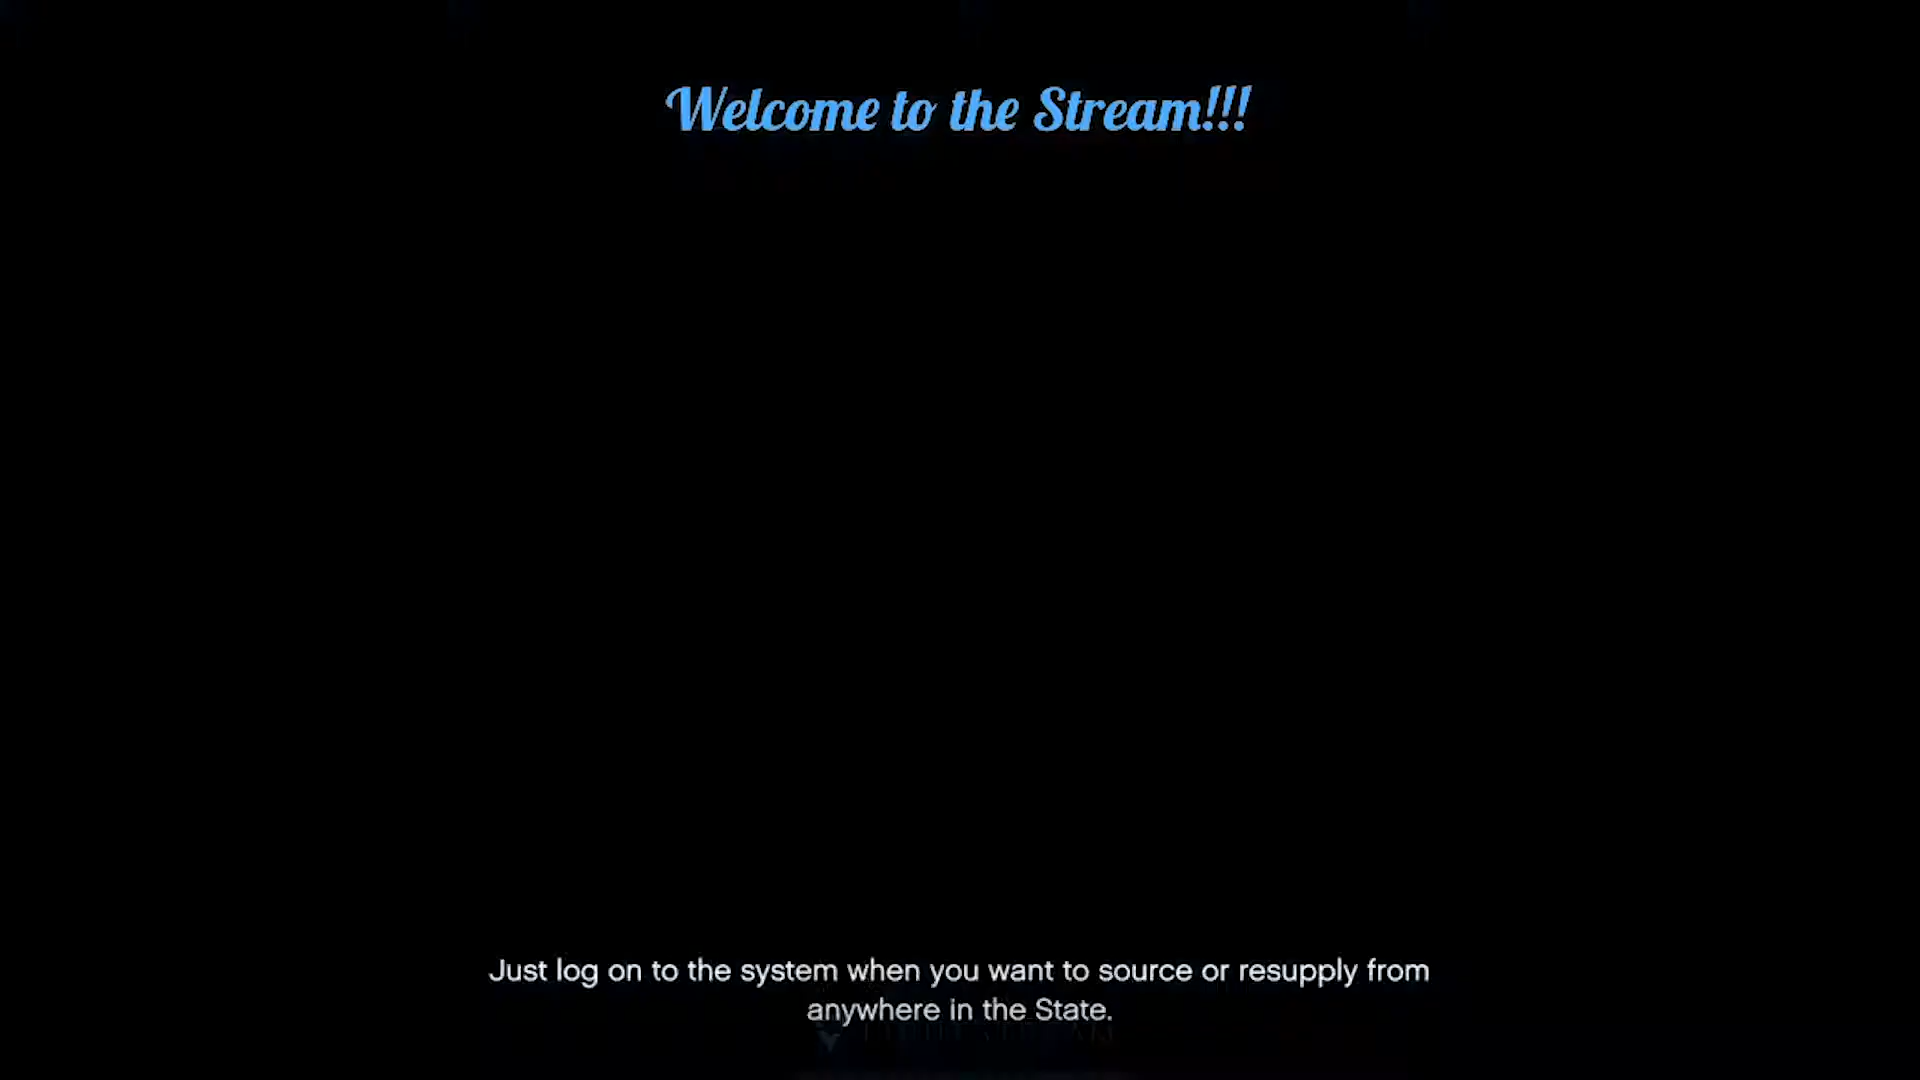 Welcome to the Stream!!!
Just log on to the system when you want to source or resupply from
anywhere in the State.